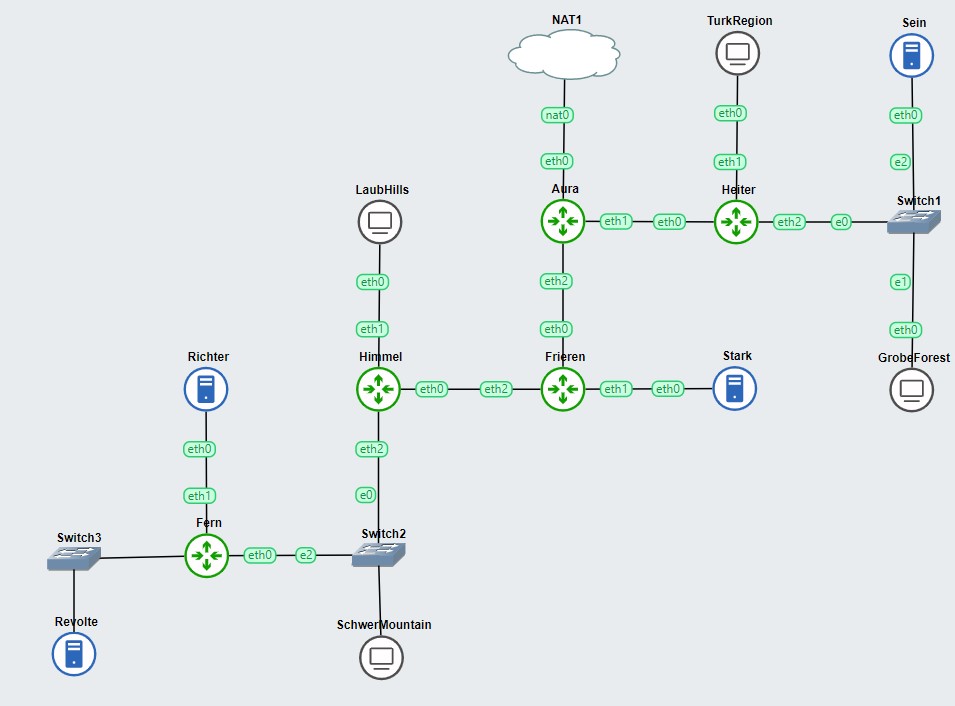 NAT1
TurkRegion
Sein
nat0
eth0
eth0
eth0
eth1
e2
LaubHills
Aura
Heiter
Switch1
eth1
eth0
eth2
e0
eth0
eth2
e1
eth1
eth0
eth0
Richter
Himmel
Frieren
Stark
GrobeForest
eth0
eth2
eth1
eth0
eth0
eth2
eth1
e0
Fern
Switch3
Switch2
eth0
e2
Revolte
SchwerMountain